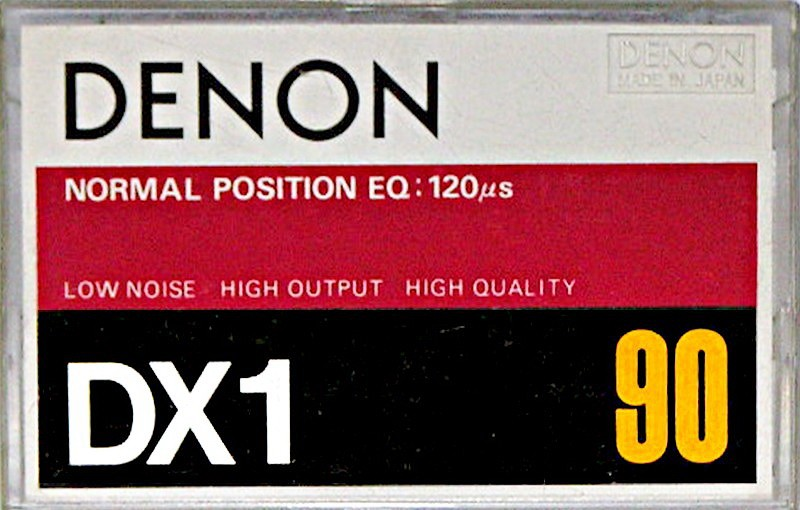 DENON
DENON
MADE IN JAPAN
NORMAL POSITION EQ: 120μs
LOW NOISE HIGH OUTPUT HIGH QUALITY
DX1 90